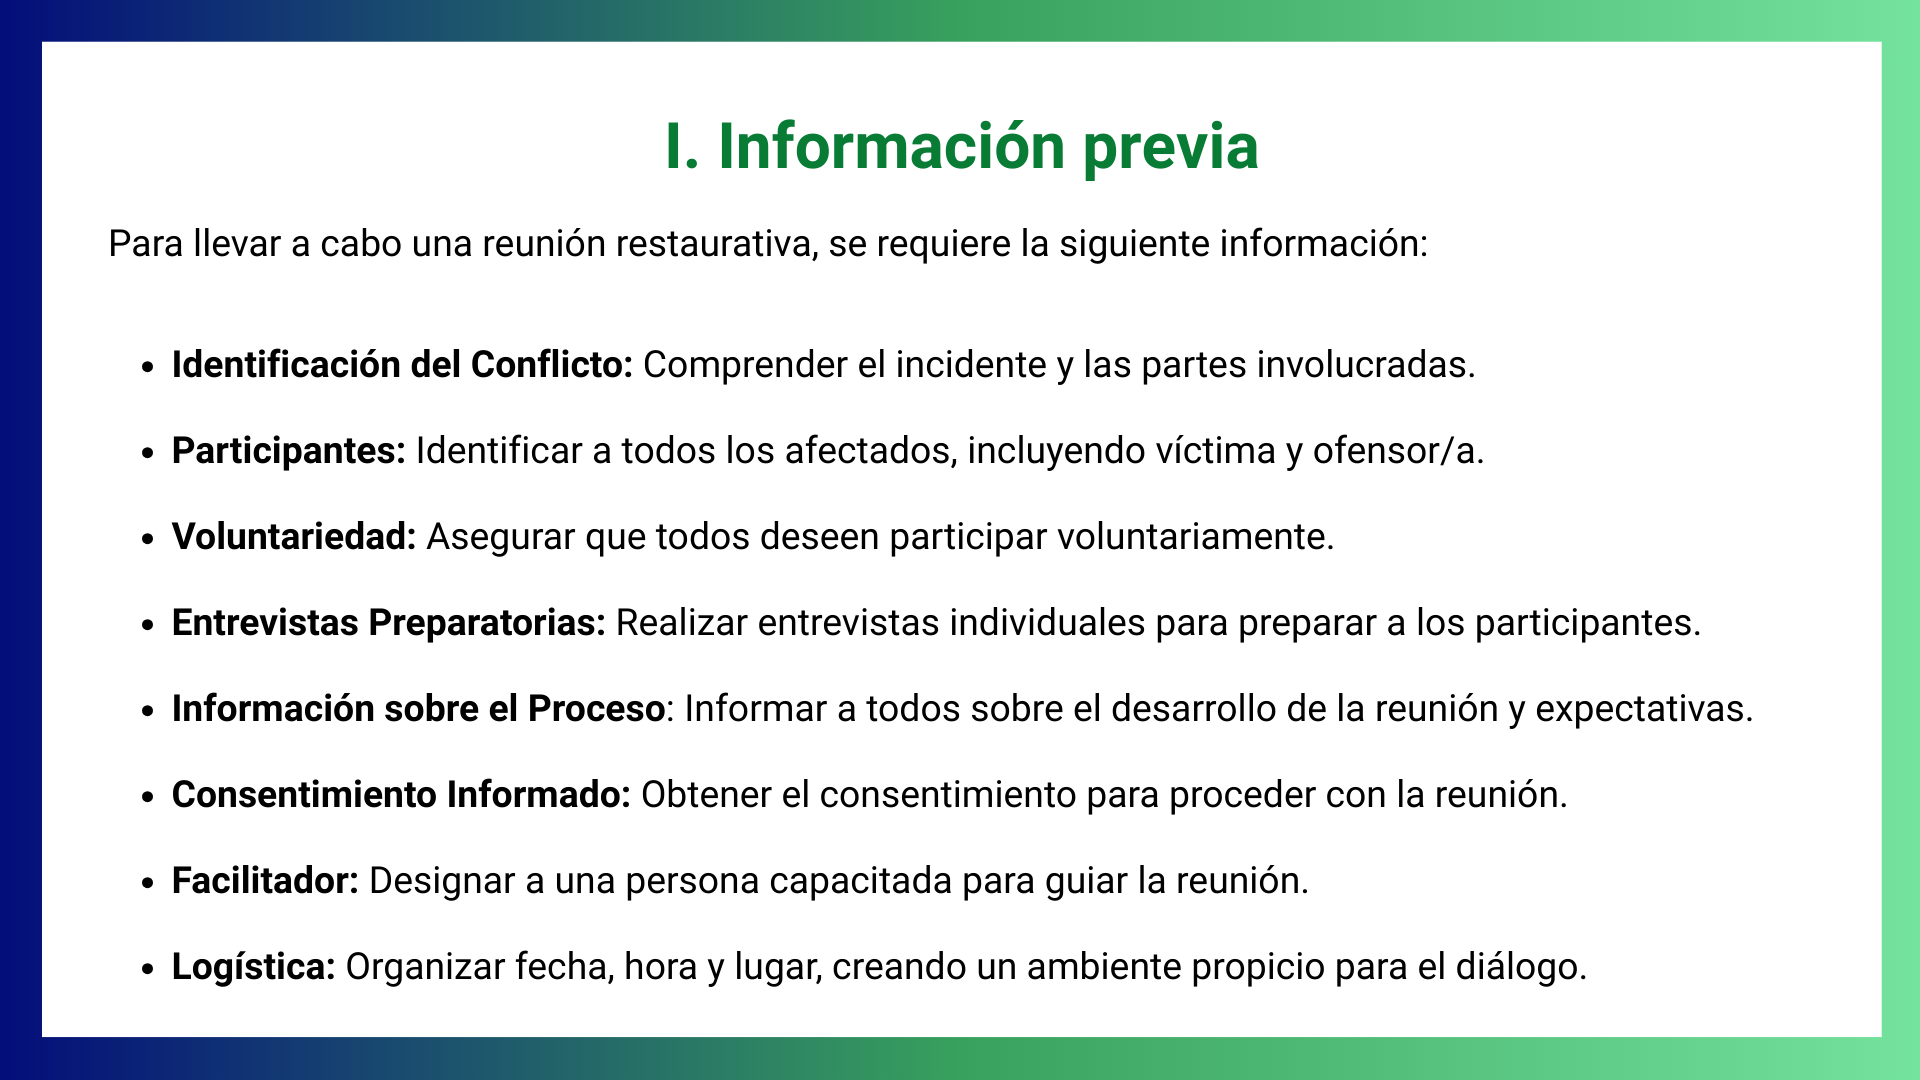 I. Información previa
Para llevar a cabo una reunión restaurativa, se requiere la siguiente información:
• Identificación del Conflicto: Comprender el incidente y las partes involucradas.
• Participantes: Identificar a todos los afectados, incluyendo víctima y ofensor/a.
• Voluntariedad: Asegurar que todos deseen participar voluntariamente.
• Entrevistas Preparatorias: Realizar entrevistas individuales para preparar a los participantes.
• Información sobre el Proceso: Informar a todos sobre el desarrollo de la reunión y expectativas.
• Consentimiento Informado: Obtener el consentimiento para proceder con la reunión.
• Facilitador: Designar a una persona capacitada para guiar la reunión.
• Logística: Organizar fecha, hora y lugar, creando un ambiente propicio para el diálogo.